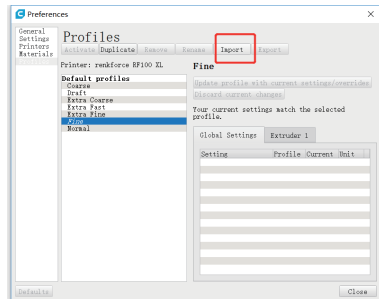 Preferences
General
Settings
Printers
Materials
Profiles
Activate Duplicate Remove Rename Import Export
Printer: renkforce RF100 XL
Default profiles
Coarse
Draft
Extra Coarse
Extra Fast
Extra Fine
Fine
Normal
Fine
Update profile with current settings/overrides
Discard current changes
Your current settings match the selected
profile.
Global Settings Extruder 1
Setting Profile Current Unit
Defaults
Close